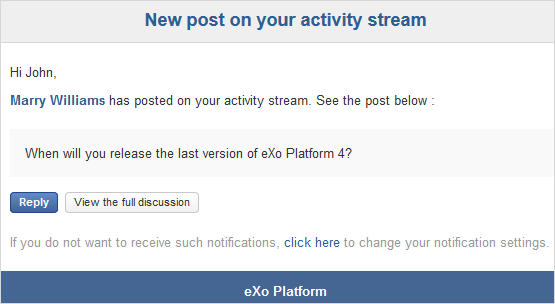 New post on your activity stream
Hi John,
Marry Williams has posted on your activity stream. See the post below :
When will you release the last version of eXo Platform 4?
Reply View the full discussion
If you do not want to receive such notifications, click here to change your notification settings.
eXo Platform